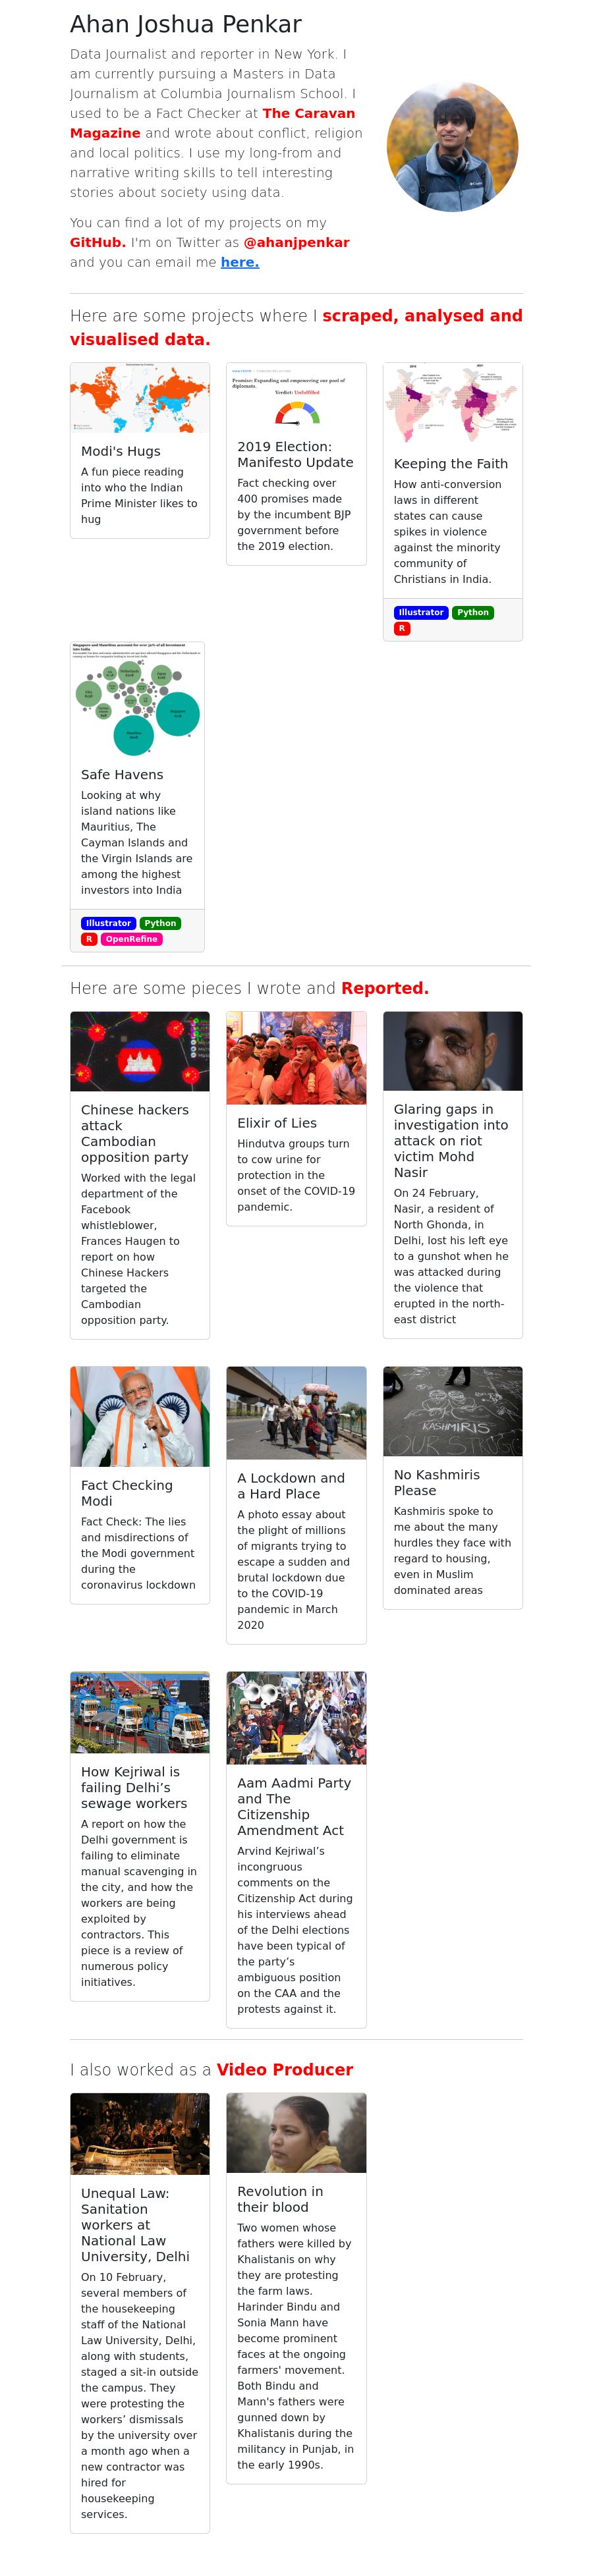 Ahan Joshua Penkar
Data Journalist and reporter in New York. I
am currently pursuing a Masters in Data
Journalism at Columbia Journalism School. I
used to be a Fact Checker at The Caravan
Magazine and wrote about conflict, religion
and local politics. I use my long-from and
narrative writing skills to tell interesting
stories about society using data.
You can find a lot of my projects on my
GitHub. I'm on Twitter as @ahanjpenkar
and you can email me here.
Here are some projects where I scraped, analysed and
visualised data.
Modi's Hugs
A fun piece reading
into who the Indian
Prime Minister likes to
hug
Promise: Expanding and empowering our pool of
diplomats.
Verdict: Unfulfilled
2019 Election:
Manifesto Update
Fact checking over
400 promises made
by the incumbent BJP
government before
the 2019 election.
Keeping the Faith
How anti-conversion
laws in different
states can cause
spikes in violence
against the minority
community of
Christians in India.
Illustrator Python
R
Singapore and Mauritius account for over 50% of all investment
into India
Safe Havens
Looking at why
island nations like
Mauritius, The
Cayman Islands and
the Virgin Islands are
among the highest
investors into India
Illustrator Python
R OpenRefine
Here are some pieces I wrote and Reported.
Chinese hackers
attack
Cambodian
opposition party
Worked with the legal
department of the
Facebook
whistleblower,
Frances Haugen to
report on how
Chinese Hackers
targeted the
Cambodian
opposition party.
Elixir of Lies
Hindutva groups turn
to cow urine for
protection in the
onset of the COVID-19
pandemic.
Glaring gaps in
investigation into
attack on riot
victim Mohd
Nasir
On 24 February,
Nasir, a resident of
North Ghonda, in
Delhi, lost his left eye
to a gunshot when he
was attacked during
the violence that
erupted in the north-
east district
Fact Checking
Modi
Fact Check: The lies
and misdirections of
the Modi government
during the
coronavirus lockdown
A Lockdown and
a Hard Place
A photo essay about
the plight of millions
of migrants trying to
escape a sudden and
brutal lockdown due
to the COVID-19
pandemic in March
2020
KASHMIRIS
No Kashmiris
Please
Kashmiris spoke to
me about the many
hurdles they face with
regard to housing,
even in Muslim
dominated areas
How Kejriwal is
failing Delhi’s
sewage workers
A report on how the
Delhi government is
failing to eliminate
manual scavenging in
the city, and how the
workers are being
exploited by
contractors. This
piece is a review of
numerous policy
initiatives.
Aam Aadmi Party
and The
Citizenship
Amendment Act
Arvind Kejriwal’s
incongruous
comments on the
Citizenship Act during
his interviews ahead
of the Delhi elections
have been typical of
the party’s
ambiguous position
on the CAA and the
protests against it.
I also worked as a Video Producer
Unequal Law:
Sanitation
workers at
National Law
University, Delhi
On 10 February,
several members of
the housekeeping
staff of the National
Law University, Delhi,
along with students,
staged a sit-in outside
the campus. They
were protesting the
workers’ dismissals
by the university over
a month ago when a
new contractor was
hired for
housekeeping
services.
Revolution in
their blood
Two women whose
fathers were killed by
Khalistanis on why
they are protesting
the farm laws.
Harinder Bindu and
Sonia Mann have
become prominent
faces at the ongoing
farmers' movement.
Both Bindu and
Mann's fathers were
gunned down by
Khalistanis during the
militancy in Punjab, in
the early 1990s.